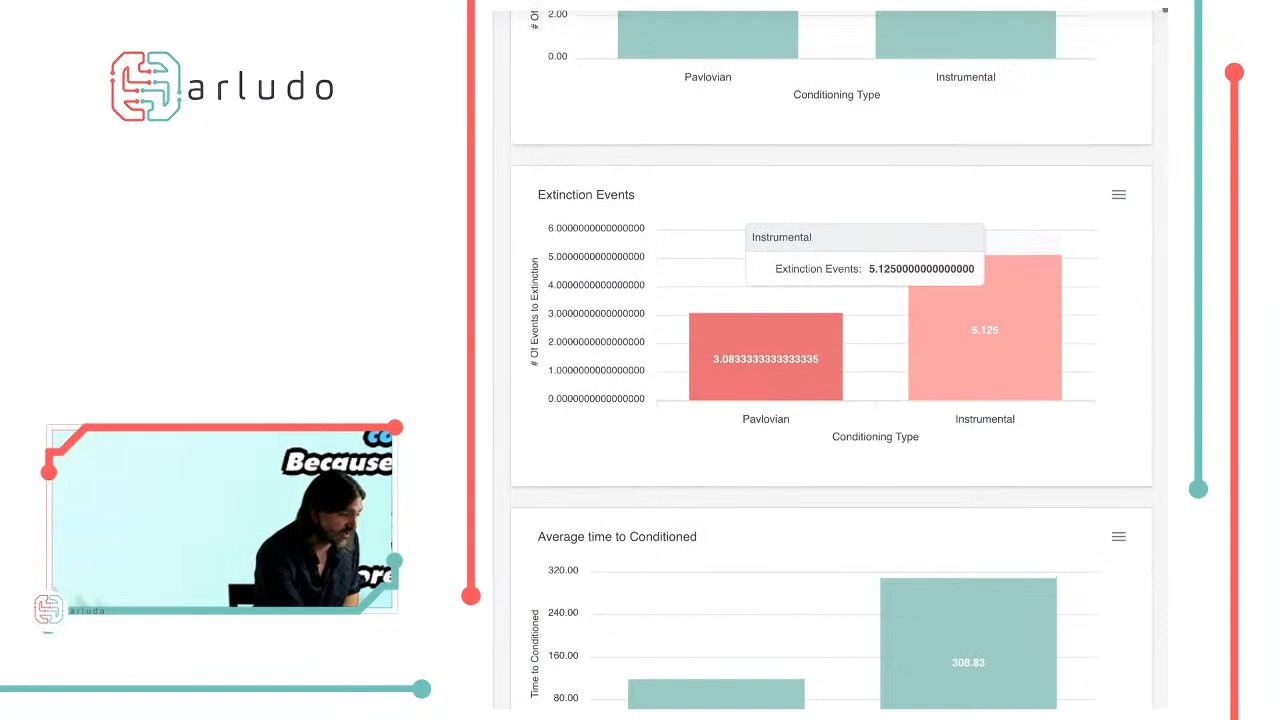 arludo
2.00
# Of
0.00
Pavlovian
Instrumental
Conditioning Type
Extinction Events
6.0000000000000000
5.0000000000000000
4.0000000000000000
3.0000000000000000
2.0000000000000000
1.0000000000000000
0.0000000000000000
# Of Events to Extinction
Instrumental
Extinction Events: 5.1250000000000000
3.0833333333333335
5.125
Pavlovian
Instrumental
Conditioning Type
Average time to Conditioned
320.00
240.00
160.00
80.00
Time to Conditioned
308.83
Because
arludo